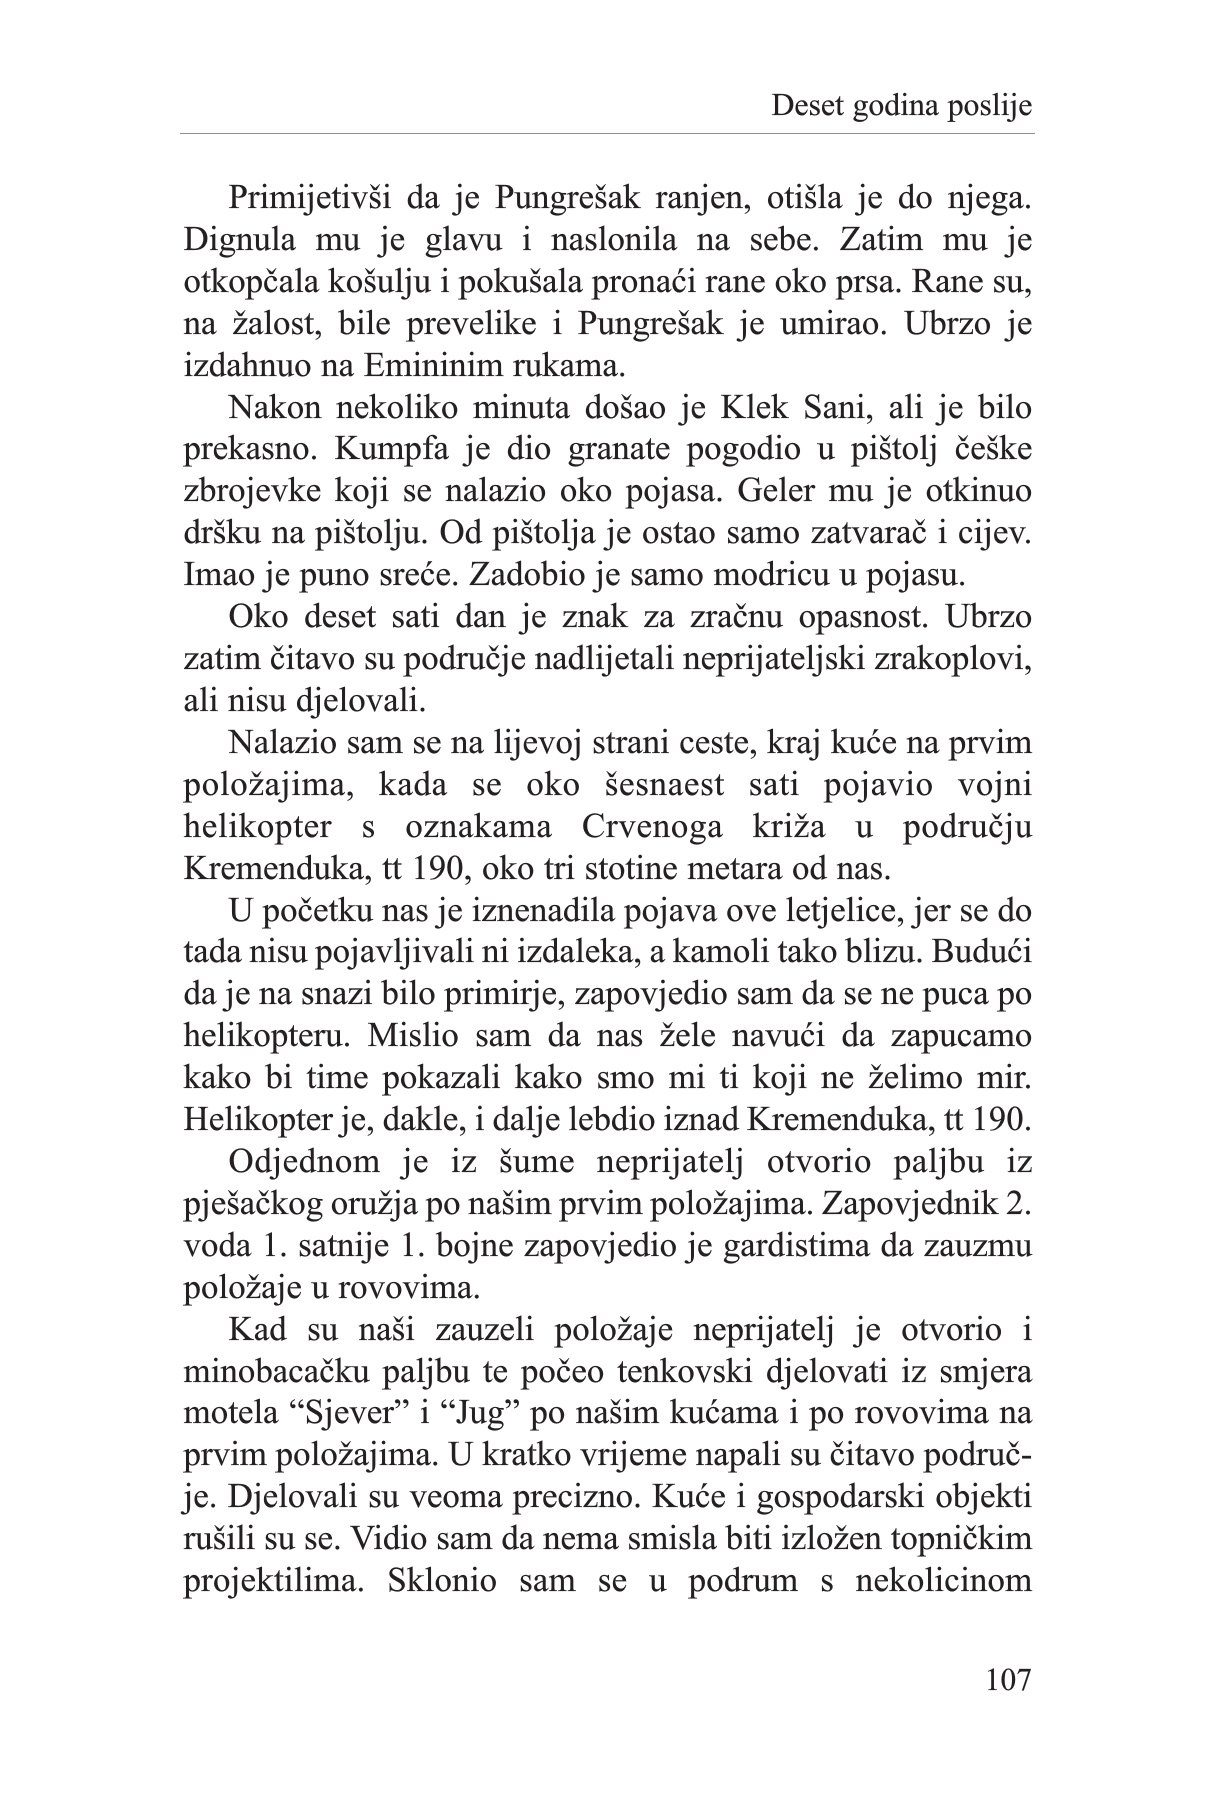 Deset godina poslije
Primijetivši da je Pungrešak ranjen, otišla je do njega.
Dignula mu je glavu i naslonila na sebe. Zatim mu je
otkopčala košulju i pokušala pronaći rane oko prsa. Rane su,
na žalost, bile prevelike i Pungrešak je umirao. Ubrzo je
izdahnuo na Emininim rukama.
Nakon nekoliko minuta došao je Klek Sani, ali je bilo
prekasno. Kumpfa je dio granate pogodio u pištolj češke
zbrojevke koji se nalazio oko pojasa. Geler mu je otkinuo
dršku na pištolju. Od pištolja je ostao samo zatvarač i cijev.
Imao je puno sreće. Zadobio je samo modricu u pojasu.
Oko deset sati dan je znak za zračnu opasnost. Ubrzo
zatim čitavo su područje nadlijetali neprijateljski zrakoplovi,
ali nisu djelovali.
Nalazio sam se na lijevoj strani ceste, kraj kuće na prvim
položajima, kada se oko šesnaest sati pojavio vojni
helikopter s oznakama Crvenoga križa u području
Kremenduka, tt 190, oko tri stotine metara od nas.
U početku nas je iznenadila pojava ove letjelice, jer se do
tada nisu pojavljivali ni izdaleka, a kamoli tako blizu. Budući
da je na snazi bilo primirje, zapovjedio sam da se ne puca po
helikopteru. Mislio sam da nas žele navući da zapucamo
kako bi time pokazali kako smo mi ti koji ne želimo mir.
Helikopter je, dakle, i dalje lebdio iznad Kremenduka, tt 190.
Odjednom je iz šume neprijatelj otvorio paljbu iz
pješačkog oružja po našim prvim položajima. Zapovjednik 2.
voda 1. satnije 1. bojne zapovjedio je gardistima da zauzmu
položaje u rovovima.
Kad su naši zauzeli položaje neprijatelj je otvorio i
minobacačku paljbu te počeo tenkovski djelovati iz smjera
motela “Sjever” i “Jug” po našim kućama i po rovovima na
prvim položajima. U kratko vrijeme napali su čitavo područ-
je. Djelovali su veoma precizno. Kuće i gospodarski objekti
rušili su se. Vidio sam da nema smisla biti izložen topničkim
projektilima. Sklonio sam se u podrum s nekolicinom
107